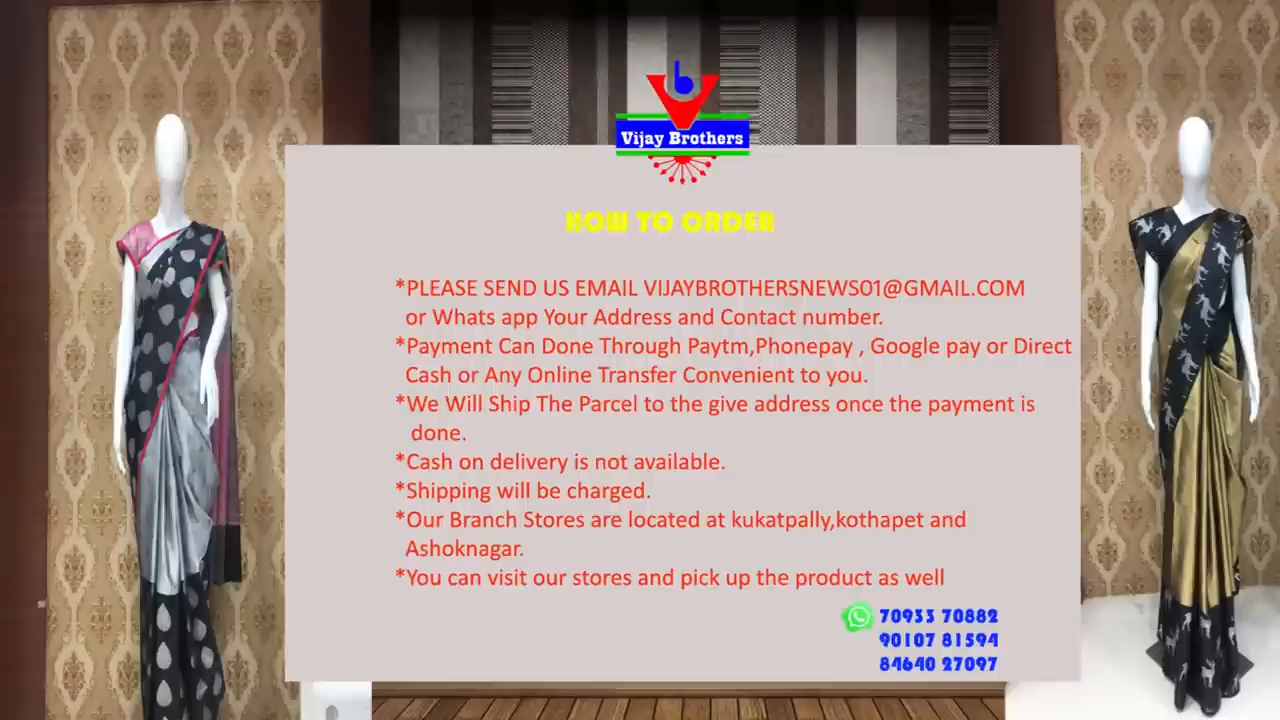 b
Vijay Brothers
HOW TO ORDER
*PLEASE SEND US EMAIL VIJAYBROTHERSNEWS01@GMAIL.COM
or Whats app Your Address and Contact number.
*Payment Can Done Through Paytm,Phonepay , Google pay or Direct
Cash or Any Online Transfer Convenient to you.
*We Will Ship The Parcel to the give address once the payment is
done.
*Cash on delivery is not available.
*Shipping will be charged.
*Our Branch Stores are located at kukatpally,kothapet and
Ashoknagar.
*You can visit our stores and pick up the product as well
70933 70882
90107 81594
84640 27097